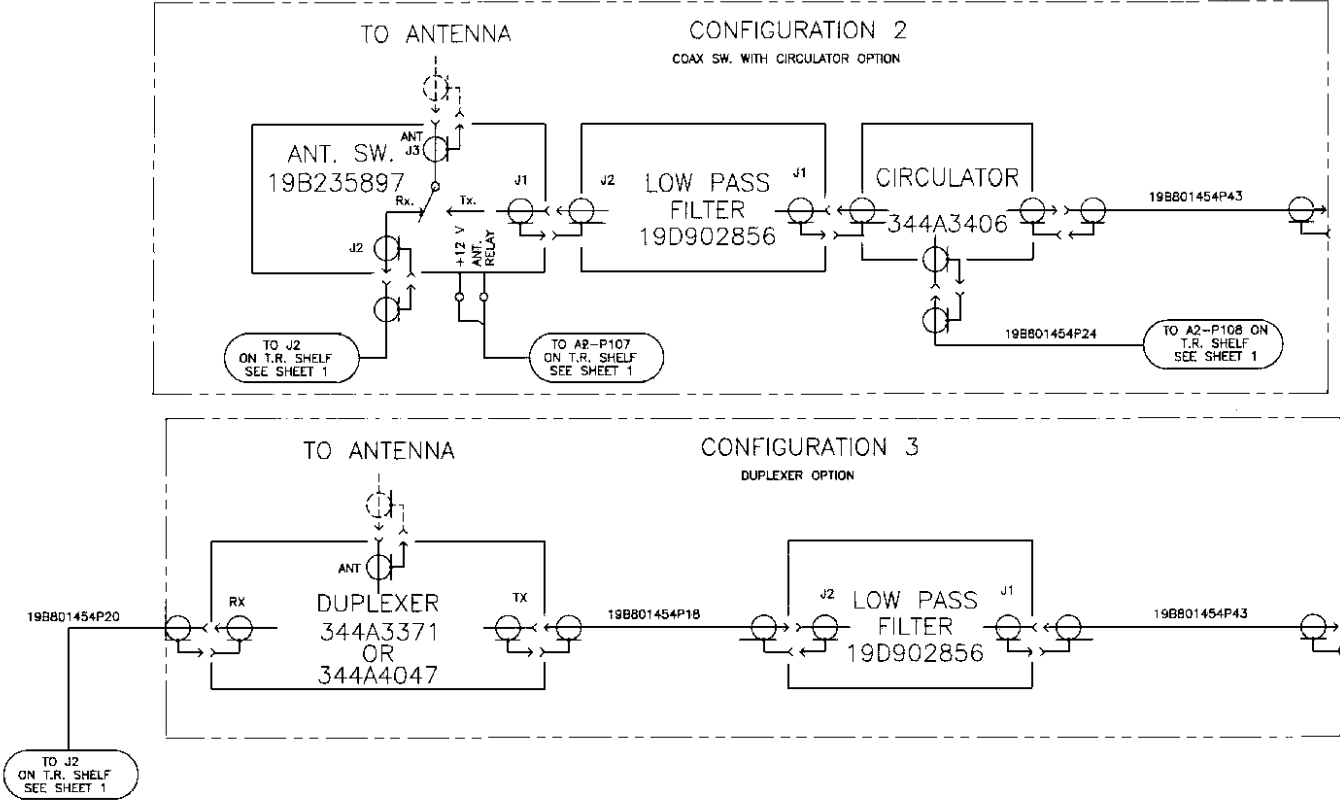 CONFIGURATION 2
COAX SW. WITH CIRCULATOR OPTION
TO ANTENNA
ANT
J3
ANT. SW.
19B235897
Rx.
Tx.
J1
J2
+12 V
ANT.
RELAY
J2
LOW PASS
FILTER
19D902856
J1
CIRCULATOR
344A3406
19B801454P43
19B801454P24
TO J2
ON T.R. SHELF
SEE SHEET 1
TO A2-P107
ON T.R. SHELF
SEE SHEET 1
TO A2-P108 ON
T.R. SHELF
SEE SHEET 1
CONFIGURATION 3
DUPLEXER OPTION
TO ANTENNA
ANT
19B801454P20
RX
DUPLEXER
344A3371
OR
344A4047
TX
19B801454P18
J2
LOW PASS
FILTER
19D902856
J1
19B801454P43
TO J2
ON T.R. SHELF
SEE SHEET 1